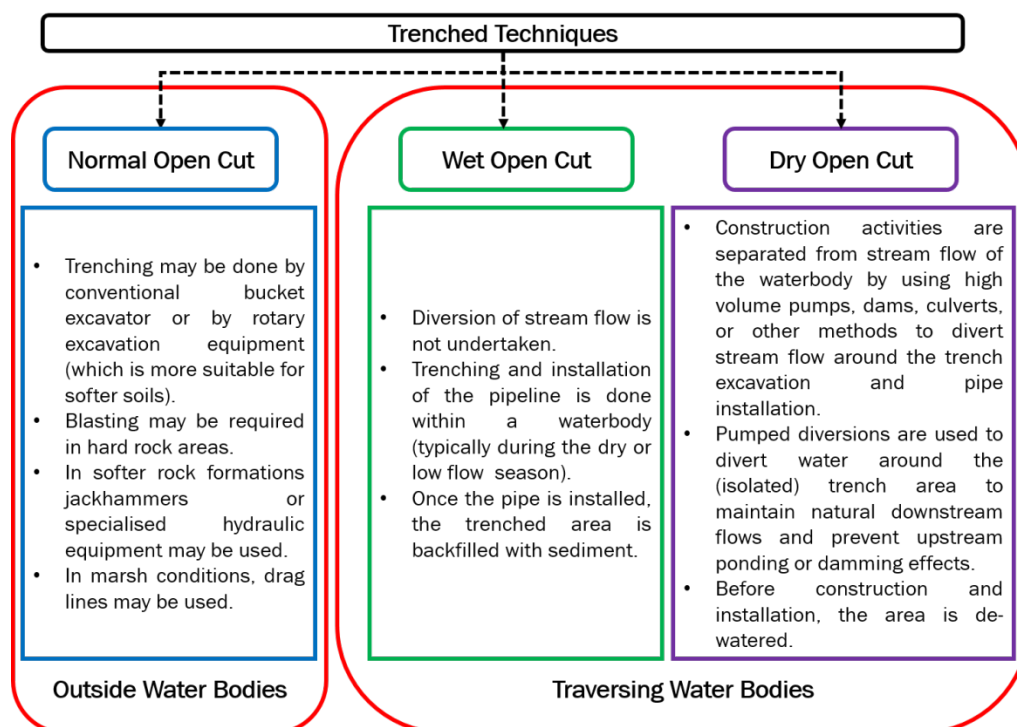 Trenched Techniques
Normal Open Cut
• Trenching may be done by
conventional bucket
excavator or by rotary
excavation equipment
(which is more suitable for
softer soils).
• Blasting may be required
in hard rock areas.
• In softer rock formations
jackhammers or
specialised hydraulic
equipment may be used.
• In marsh conditions, drag
lines may be used.
Outside Water Bodies
Wet Open Cut
• Diversion of stream flow is
not undertaken.
• Trenching and installation
of the pipeline is done
within a waterbody
(typically during the dry or
low flow season).
• Once the pipe is installed,
the trenched area is
backfilled with sediment.
Dry Open Cut
• Construction activities are
separated from stream flow
of the waterbody by using high
volume pumps, dams, culverts,
or other methods to divert
stream flow around the trench
excavation and pipe
installation.
• Pumped diversions are used to
divert water around the
(isolated) trench area to
maintain natural downstream
flows and prevent upstream
ponding or damming effects.
• Before construction and
installation, the area is de-
watered.
Traversing Water Bodies